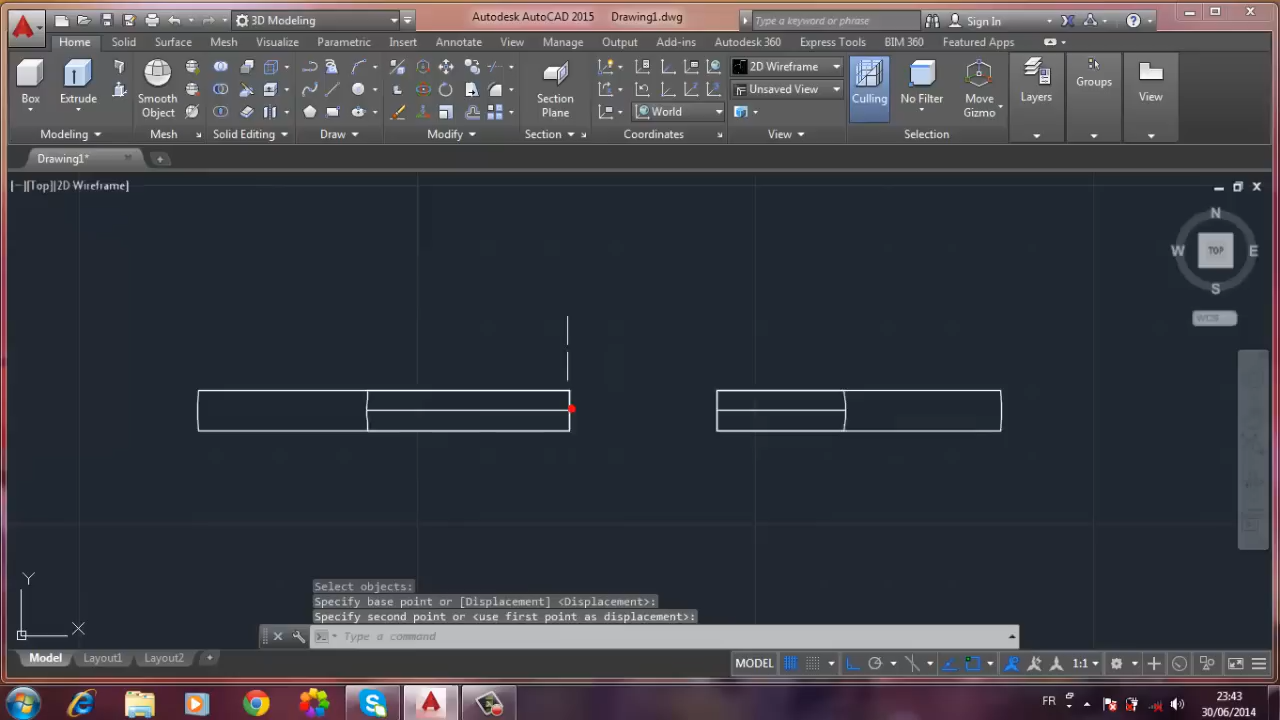 3D Modeling
Autodesk AutoCAD 2015 Drawing1.dwg
Type a keyword or phrase
Sign In
Home Solid Surface Mesh Visualize Parametric Insert Annotate View Manage Output Add-ins Autodesk 360 Express Tools BIM 360 Featured Apps
Box
Extrude
Smooth
Object
Section
Plane
World
2D Wireframe
Unsaved View
Culling
No Filter
Move
Gizmo
Layers
Groups
View
Modeling Mesh Solid Editing Draw Modify Section Coordinates View Selection
Drawing1*
[−][Top][2D Wireframe]
N
W TOP E
S
WCS
Y
X
Select objects:
Specify base point or [Displacement] <Displacement>:
Specify second point or <use first point as displacement>:
Type a command
Model Layout1 Layout2 +
MODEL
1:1
FR
23:43
30/06/2014